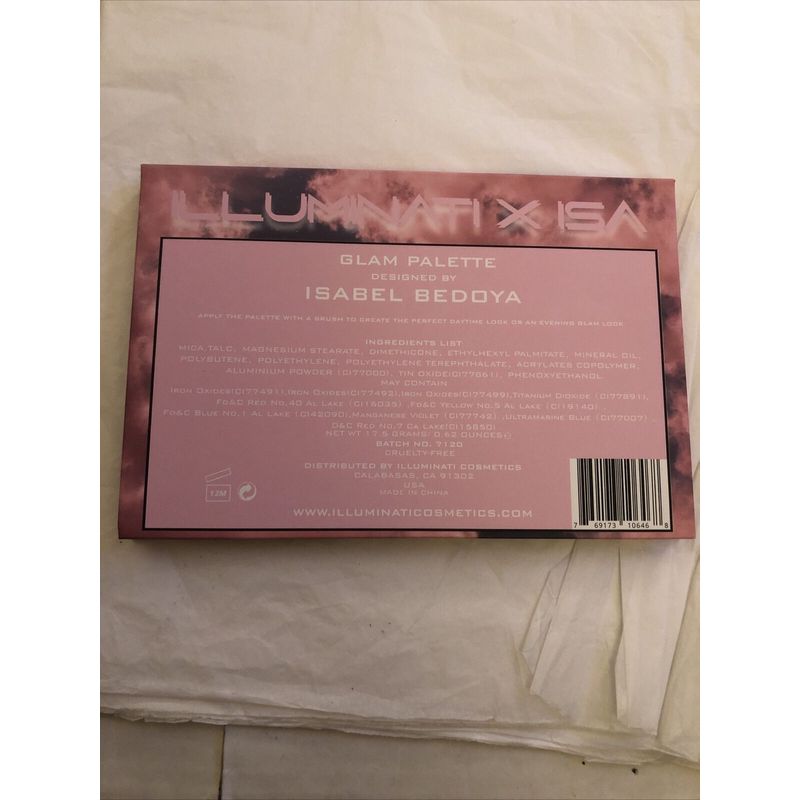 ILLUMINATI X ISA
GLAM PALETTE
DESIGNED BY
ISABEL BEDOYA
APPLY THE PALETTE WITH A BRUSH TO CREATE THE PERFECT DAYTIME LOOK OR AN EVENING GLAM LOOK
INGREDIENTS LIST
MICA,TALC, MAGNESIUM STEARATE, DIMETHICONE, ETHYLHEXYL PALMITATE, MINERAL OIL,
POLYBUTENE, POLYETHYLENE, POLYETHYLENE TEREPHTHALATE, ACRYLATES COPOLYMER,
ALUMINIUM POWDER (CI77000), TIN OXIDE(CI77861), PHENOXYETHANOL
MAY CONTAIN
IRON OXIDES(CI77491),IRON OXIDES(CI77492),IRON OXIDES(CI77499),TITANIUM DIOXIDE (CI77891),
FD&C RED NO.40 AL LAKE (CI16035) ,FD&C YELLOW NO.5 AL LAKE (CI19140)
FD&C BLUE NO.1 AL LAKE (CI42090),MANGANESE VIOLET (CI77742) ,ULTRAMARINE BLUE (CI77007) ,
D&C RED NO.7 CA LAKE(CI15850)
NET WT 17.5 GRAMS/ 0.62 OUNCES℮
BATCH NO. 7120
CRUELTY-FREE
DISTRIBUTED BY ILLUMINATI COSMETICS
CALABASAS, CA 91302
USA
MADE IN CHINA
12M
WWW.ILLUMINATICOSMETICS.COM
7 69173 10646 8